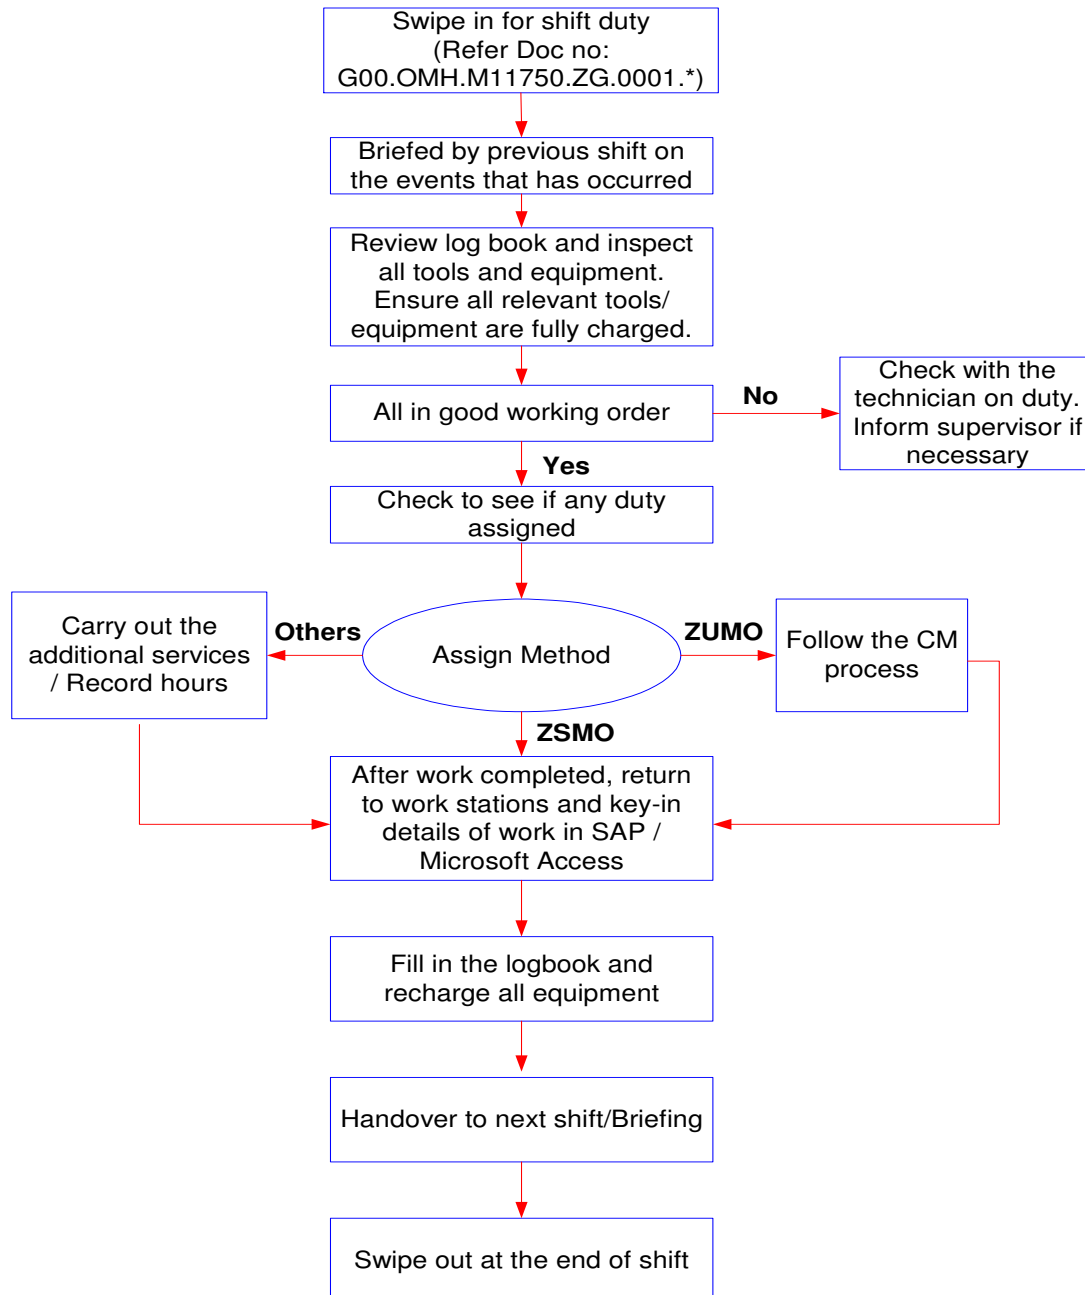 Swipe in for shift duty
(Refer Doc no:
G00.OMH.M11750.ZG.0001.*)
Briefed by previous shift on
the events that has occurred
Review log book and inspect
all tools and equipment.
Ensure all relevant tools/
equipment are fully charged.
All in good working order
No
Check with the
technician on duty.
Inform supervisor if
necessary
Yes
Check to see if any duty
assigned
Carry out the
additional services
/ Record hours
Others
Assign Method
ZUMO
Follow the CM
process
ZSMO
After work completed, return
to work stations and key-in
details of work in SAP /
Microsoft Access
Fill in the logbook and
recharge all equipment
Handover to next shift/Briefing
Swipe out at the end of shift